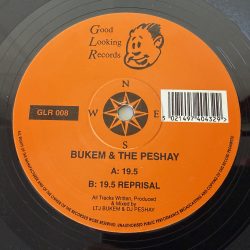 Good
Looking
Records
N
W
E
S
GLR 008
5 021497 404329 >
BUKEM & THE PESHAY
A: 19.5
B: 19.5 REPRISAL
All Tracks Written, Produced
& Mixed by
LTJ BUKEM & DJ PESHAY